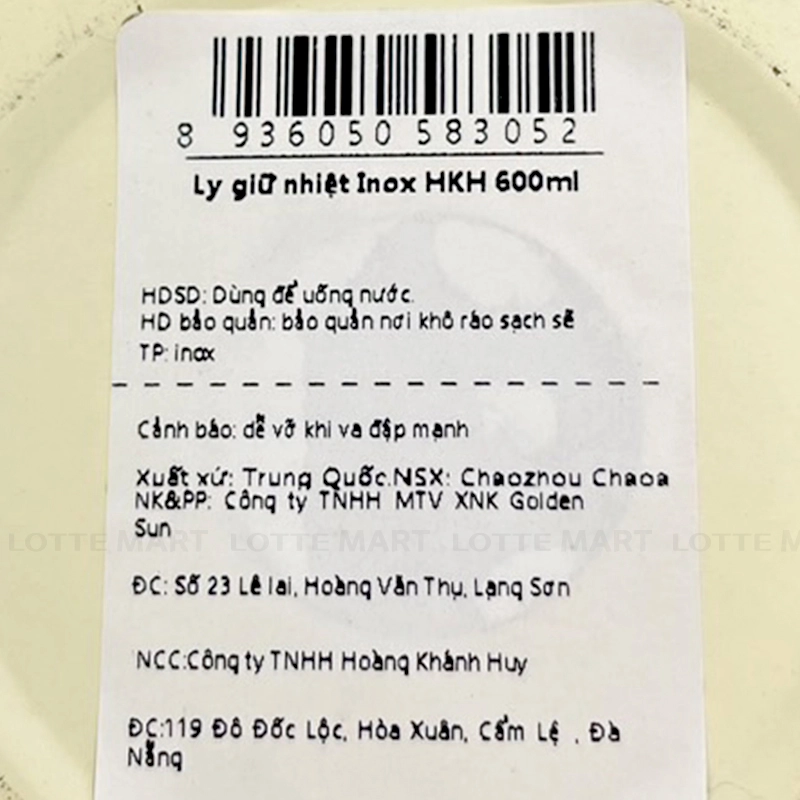 8 936050 583052
Ly giữ nhiệt Inox HKH 600ml
HDSD: Dùng để uống nước.
HD bảo quản: bảo quản nơi khô ráo sạch sẽ
TP: inox
Cảnh báo: dễ vỡ khi va đập mạnh
Xuất xứ: Trung Quốc.NSX: Chaozhou Chaoa
NK&PP: Công ty TNHH MTV XNK Golden
Sun
LOTTE MART LOTTE MART LOTTE MART LOTTE M
ĐC: Số 23 Lê lai, Hoàng Văn Thụ, Lạng Sơn
NCC:Công ty TNHH Hoàng Khánh Huy
ĐC:119 Đô Đốc Lộc, Hòa Xuân, Cẩm Lệ , Đà
Nẵng